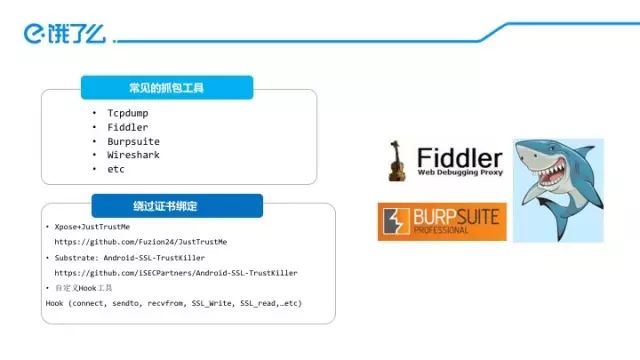 饿了么
常见的抓包工具
• Tcpdump
• Fiddler
• Burpsuite
• Wireshark
• etc
绕过证书绑定
• Xpose+JustTrustMe
https://github.com/Fuzion24/JustTrustMe
• Substrate: Android-SSL-TrustKiller
https://github.com/iSECPartners/Android-SSL-TrustKiller
• 自定义Hook工具
Hook (connect, sendto, recvfrom, SSL_Write, SSL_read,…etc)
Fiddler
Web Debugging Proxy
BURPSUITE
PROFESSIONAL